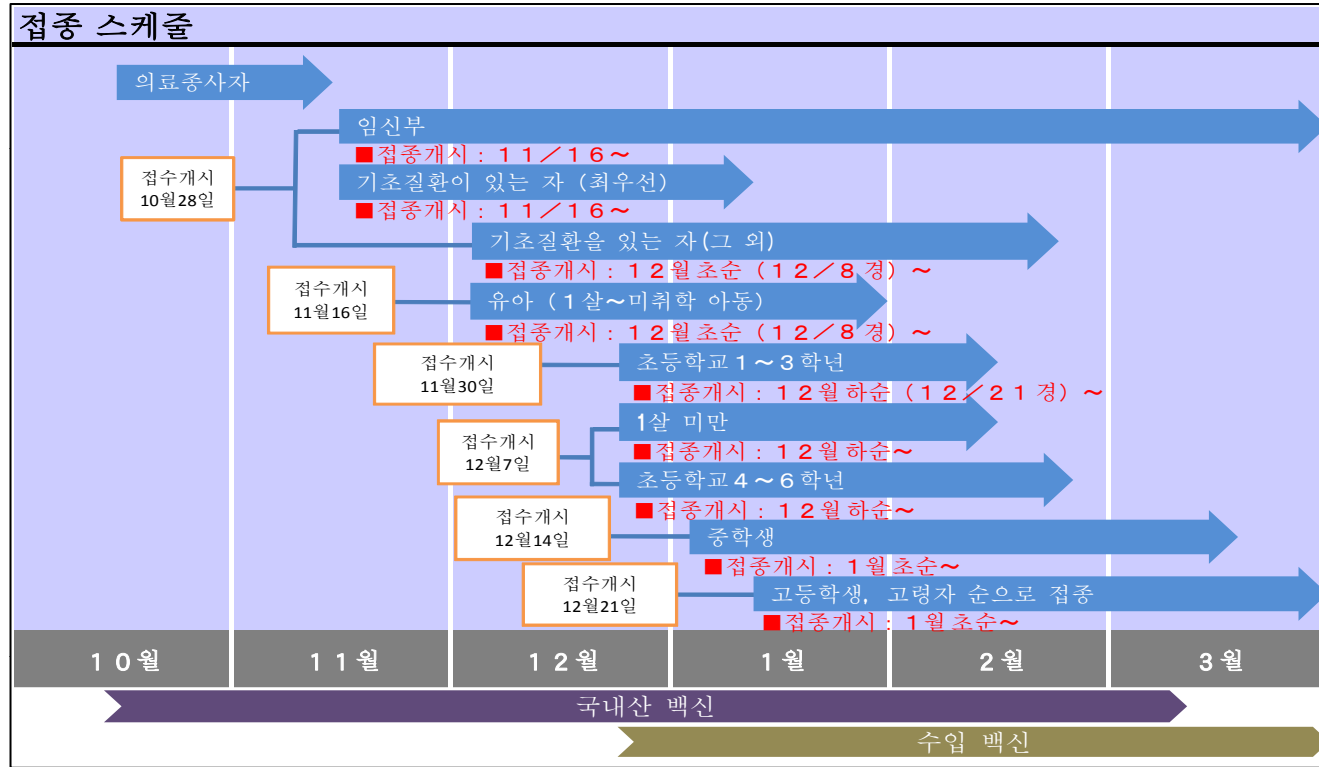 접종 스케줄
의료종사자
임신부
■접종개시 : １１／１６～
접수개시
10월28일
기초질환이 있는 자 (최우선)
■접종개시 : １１／１６～
기초질환을 있는 자(그 외)
■접종개시 : １２월 초순 (１２／８ 경) ～
접수개시
11월16일
유아 (１살～미취학 아동)
■접종개시 : １２월 초순 (１２／８ 경) ～
접수개시
11월30일
초등학교１～３학년
■접종개시 : １２월 하순 (１２／２１ 경) ～
접수개시
12월7일
1살 미만
■접종개시 : １２월 하순～
초등학교４～６학년
■접종개시 : １２월 하순～
접수개시
12월14일
중학생
■접종개시 : １월 초순～
접수개시
12월21일
고등학생, 고령자 순으로 접종
■접종개시 : １월 초순～
１０월 １１월 １２월 １월 ２월 ３월
국내산 백신
수입 백신